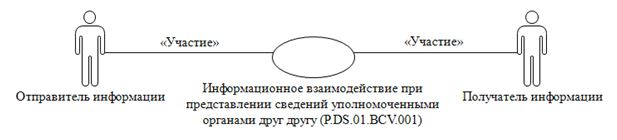 «Участие» «Участие»
Отправитель информации
Информационное взаимодействие при
представлении сведений уполномоченными
органами друг другу (P.DS.01.BCV.001)
Получатель информации